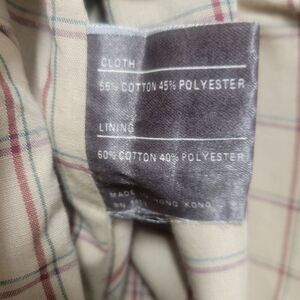 CLOTH
55% COTTON 45% POLYESTER
LINING
60% COTTON 40% POLYESTER
MADE IN
HONG KONG